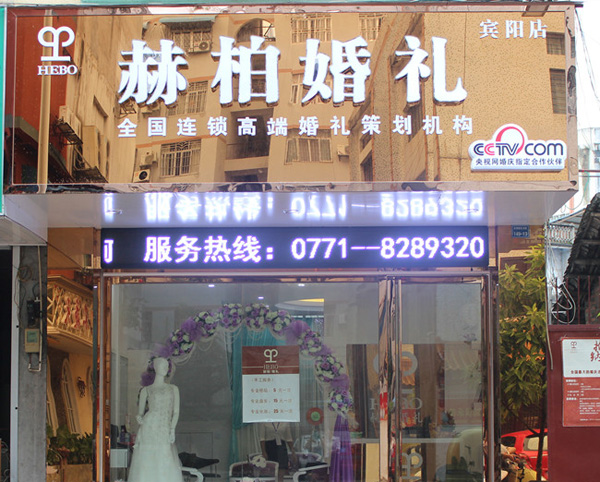 HEBO
赫柏婚礼
宾阳店
全国连锁高端婚礼策划机构
CCTV.com
央视网婚庆指定合作伙伴
服务热线：0771--8289320
HEBO